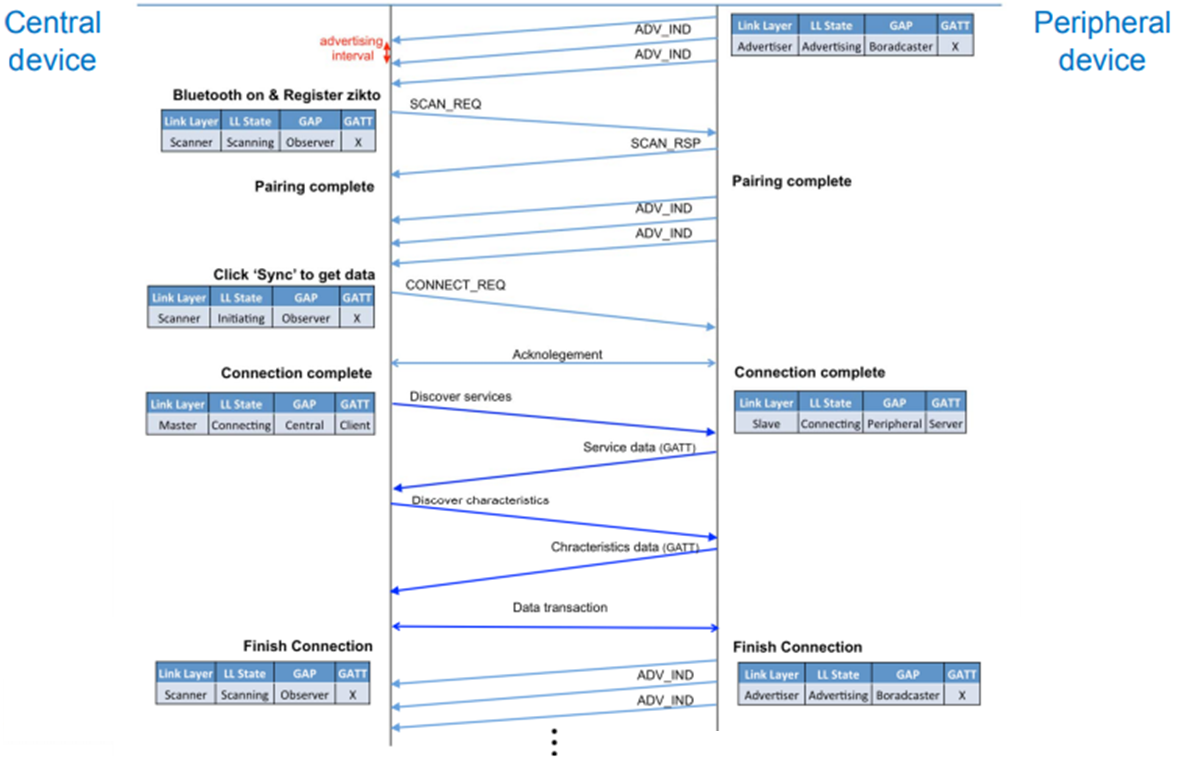 Central
device
Peripheral
device
ADV_IND
advertising
interval
ADV_IND
Link Layer LL State GAP GATT
Advertiser Advertising Boradcaster X
Bluetooth on & Register zikto
Link Layer LL State GAP GATT
Scanner Scanning Observer X
SCAN_REQ
SCAN_RSP
Pairing complete
Pairing complete
ADV_IND
ADV_IND
Click ‘Sync’ to get data
Link Layer LL State GAP GATT
Scanner Initiating Observer X
CONNECT_REQ
Acknolegement
Connection complete
Connection complete
Link Layer LL State GAP GATT
Master Connecting Central Client
Link Layer LL State GAP GATT
Slave Connecting Peripheral Server
Discover services
Service data (GATT)
Discover characteristics
Chracteristics data (GATT)
Data transaction
Finish Connection
Finish Connection
Link Layer LL State GAP GATT
Scanner Scanning Observer X
Link Layer LL State GAP GATT
Advertiser Advertising Boradcaster X
ADV_IND
ADV_IND